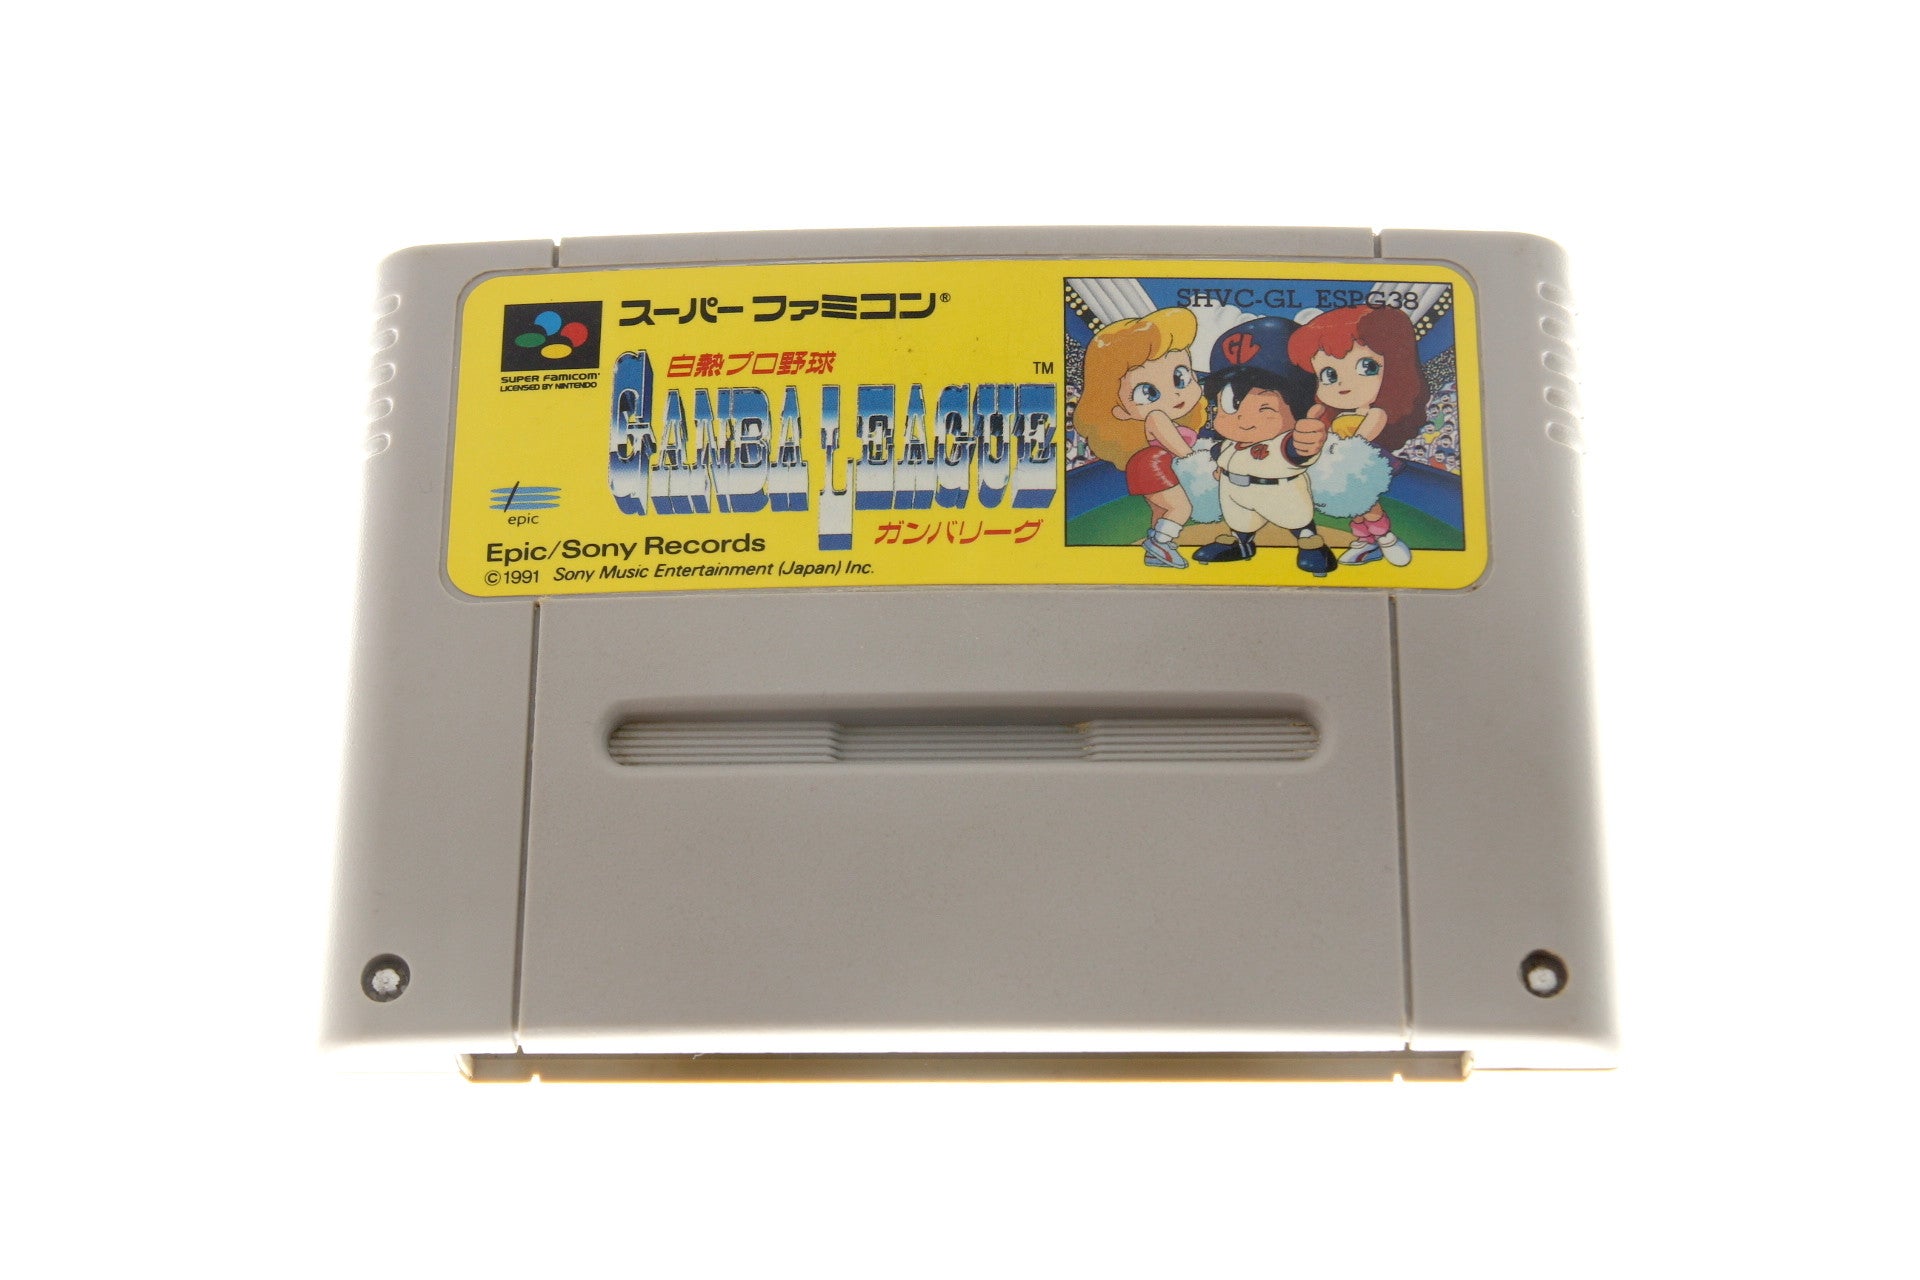 スーパーファミコン®
SUPER FAMICOM
LICENSED BY NINTENDO
白熱プロ野球
GANBA LEAGUE™
ガンバリーグ
epic
Epic/Sony Records
©1991 Sony Music Entertainment (Japan) Inc.
SHVC-GL ESPG38
GL
GL